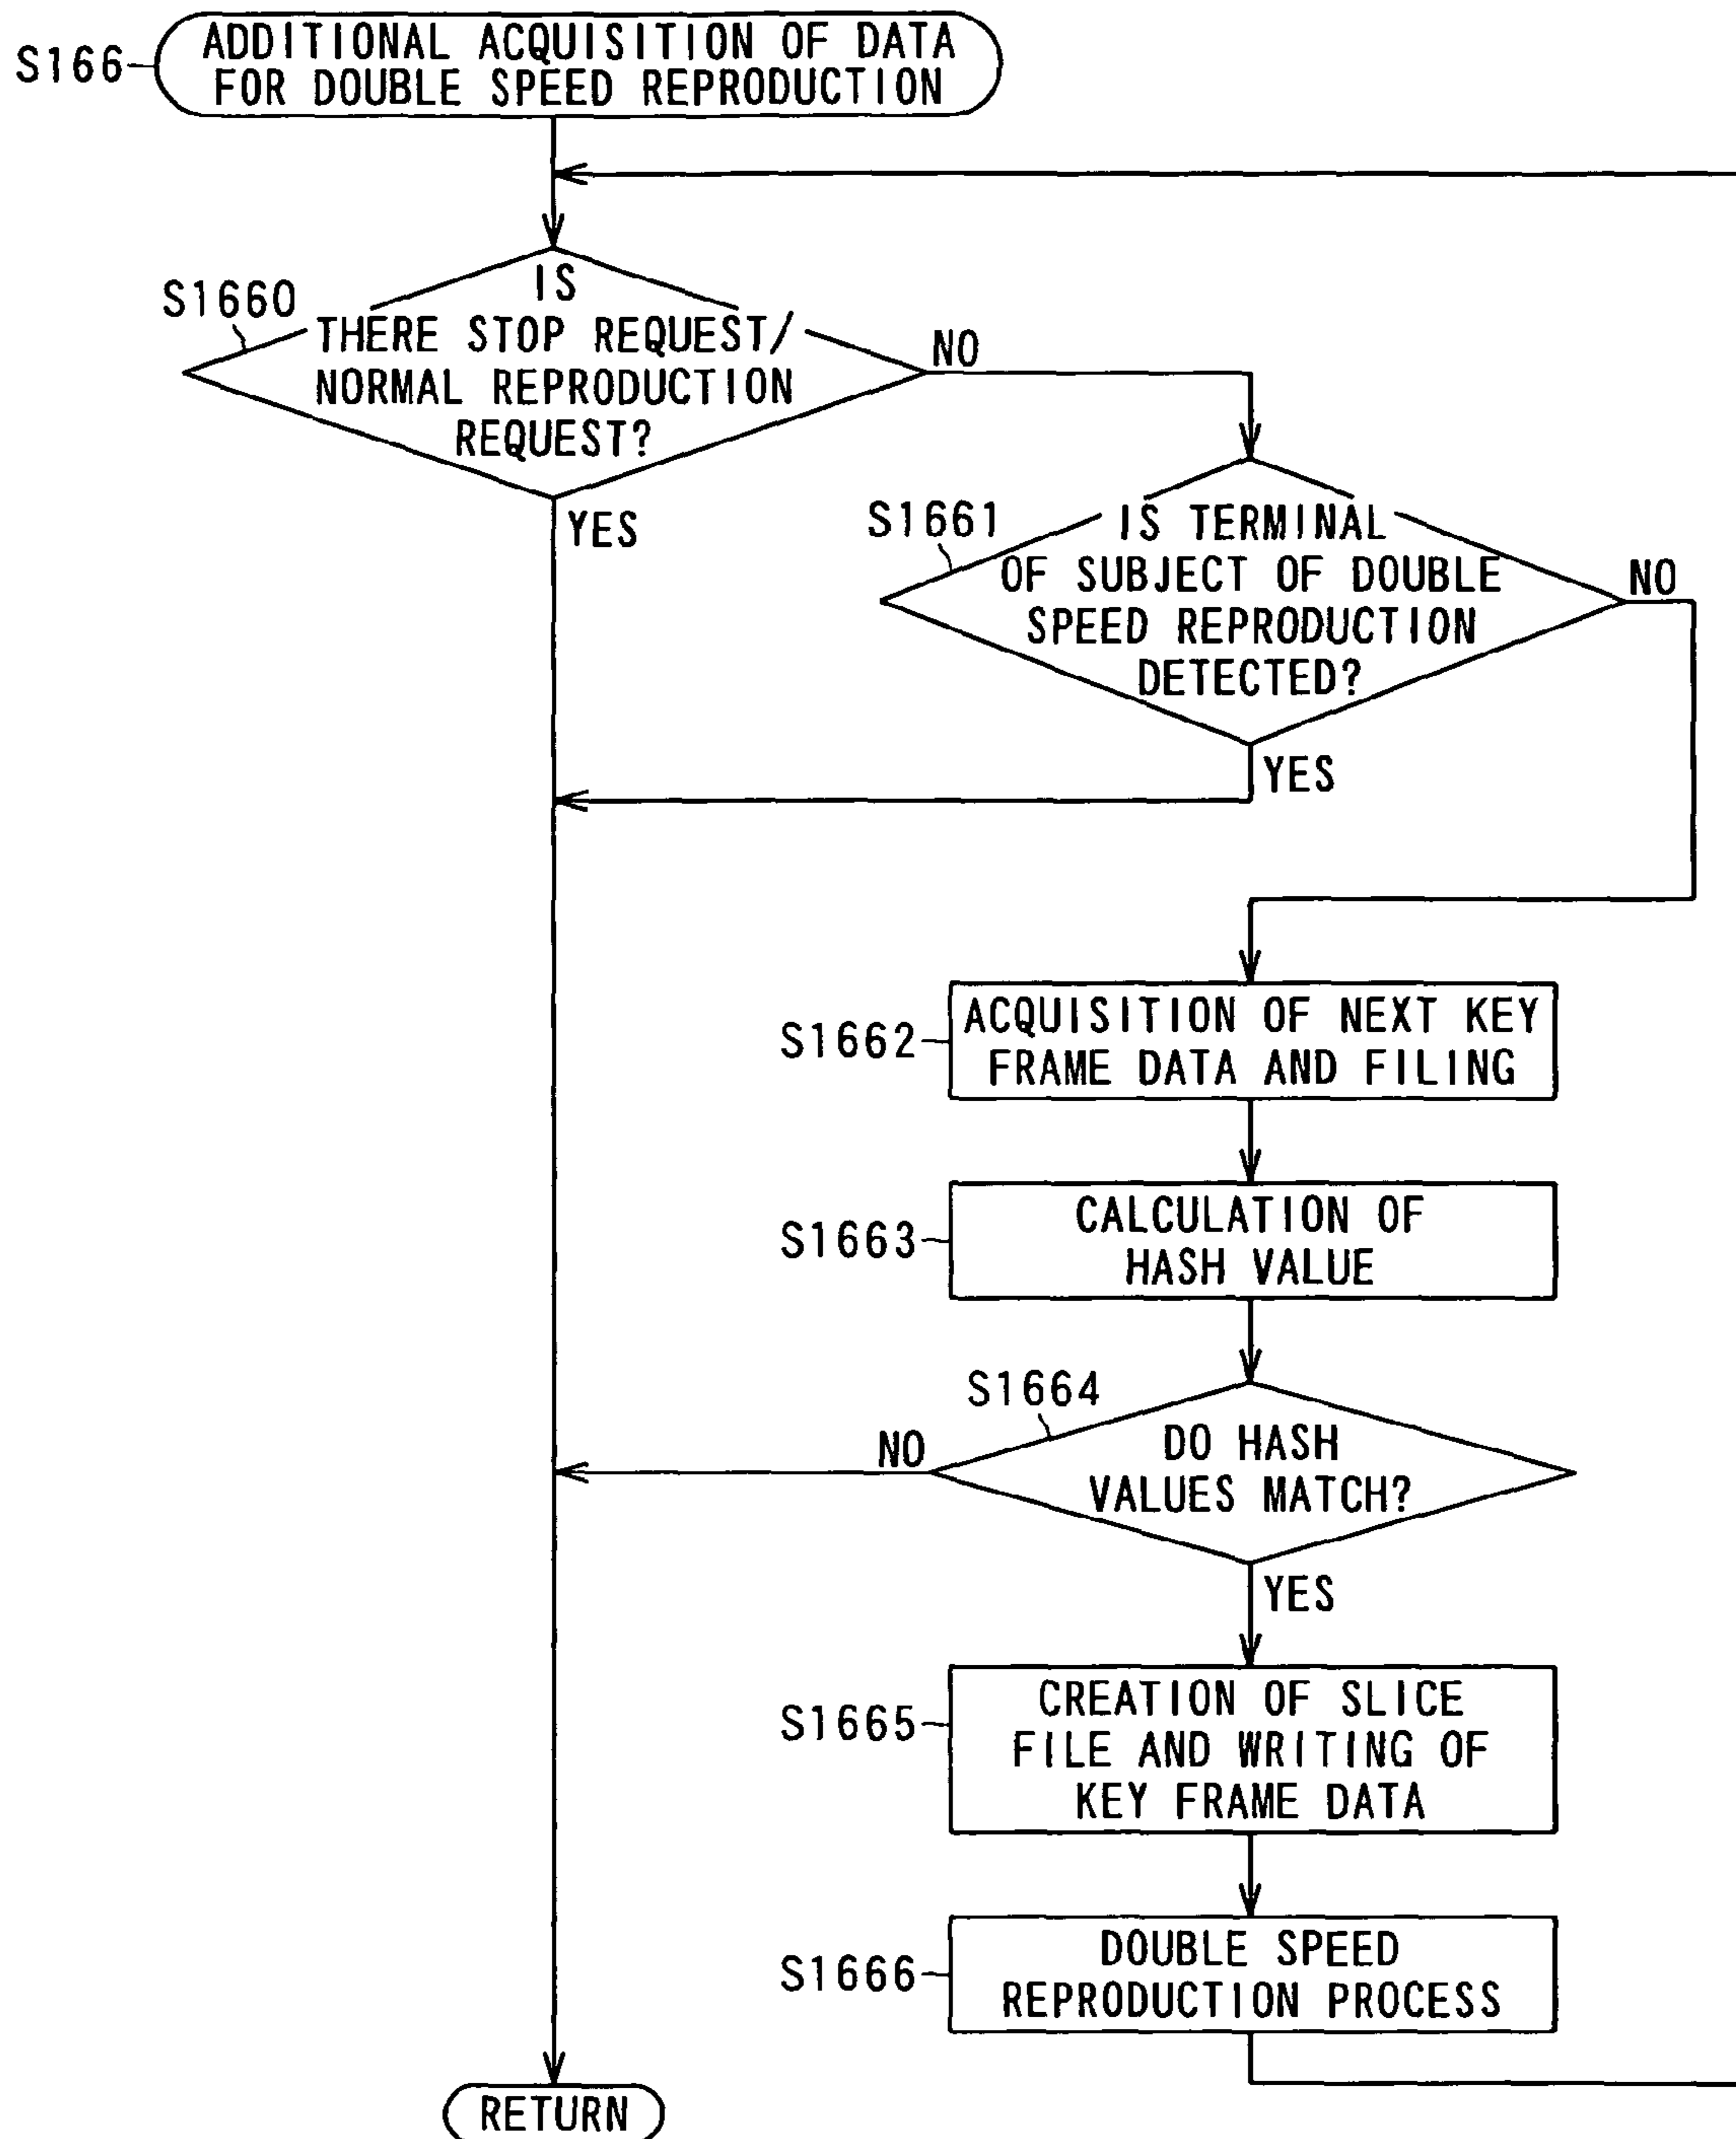 S166
ADDITIONAL ACQUISITION OF DATA
FOR DOUBLE SPEED REPRODUCTION
S1660
IS
THERE STOP REQUEST/
NORMAL REPRODUCTION
REQUEST?
NO
YES
S1661
IS TERMINAL
OF SUBJECT OF DOUBLE
SPEED REPRODUCTION
DETECTED?
NO
YES
S1662
ACQUISITION OF NEXT KEY
FRAME DATA AND FILING
S1663
CALCULATION OF
HASH VALUE
S1664
DO HASH
VALUES MATCH?
NO
YES
S1665
CREATION OF SLICE
FILE AND WRITING OF
KEY FRAME DATA
S1666
DOUBLE SPEED
REPRODUCTION PROCESS
RETURN